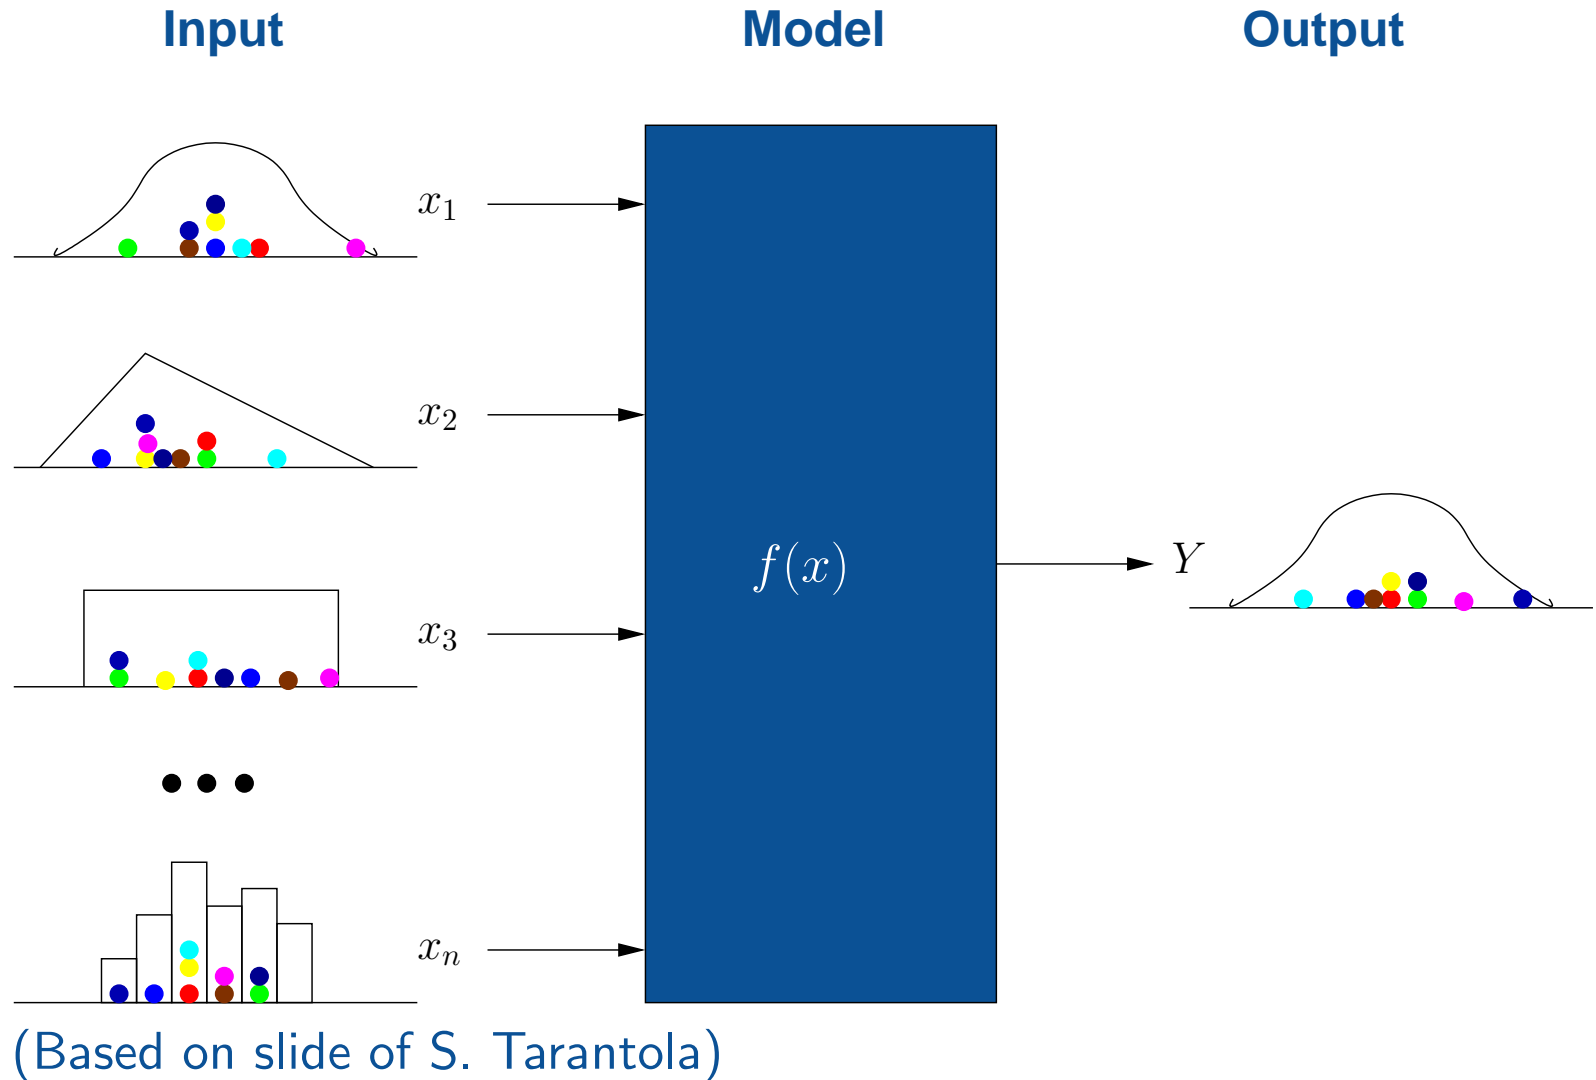 Input Model Output
x₁
x₂
f(x) Y
x₃
xₙ
(Based on slide of S. Tarantola)